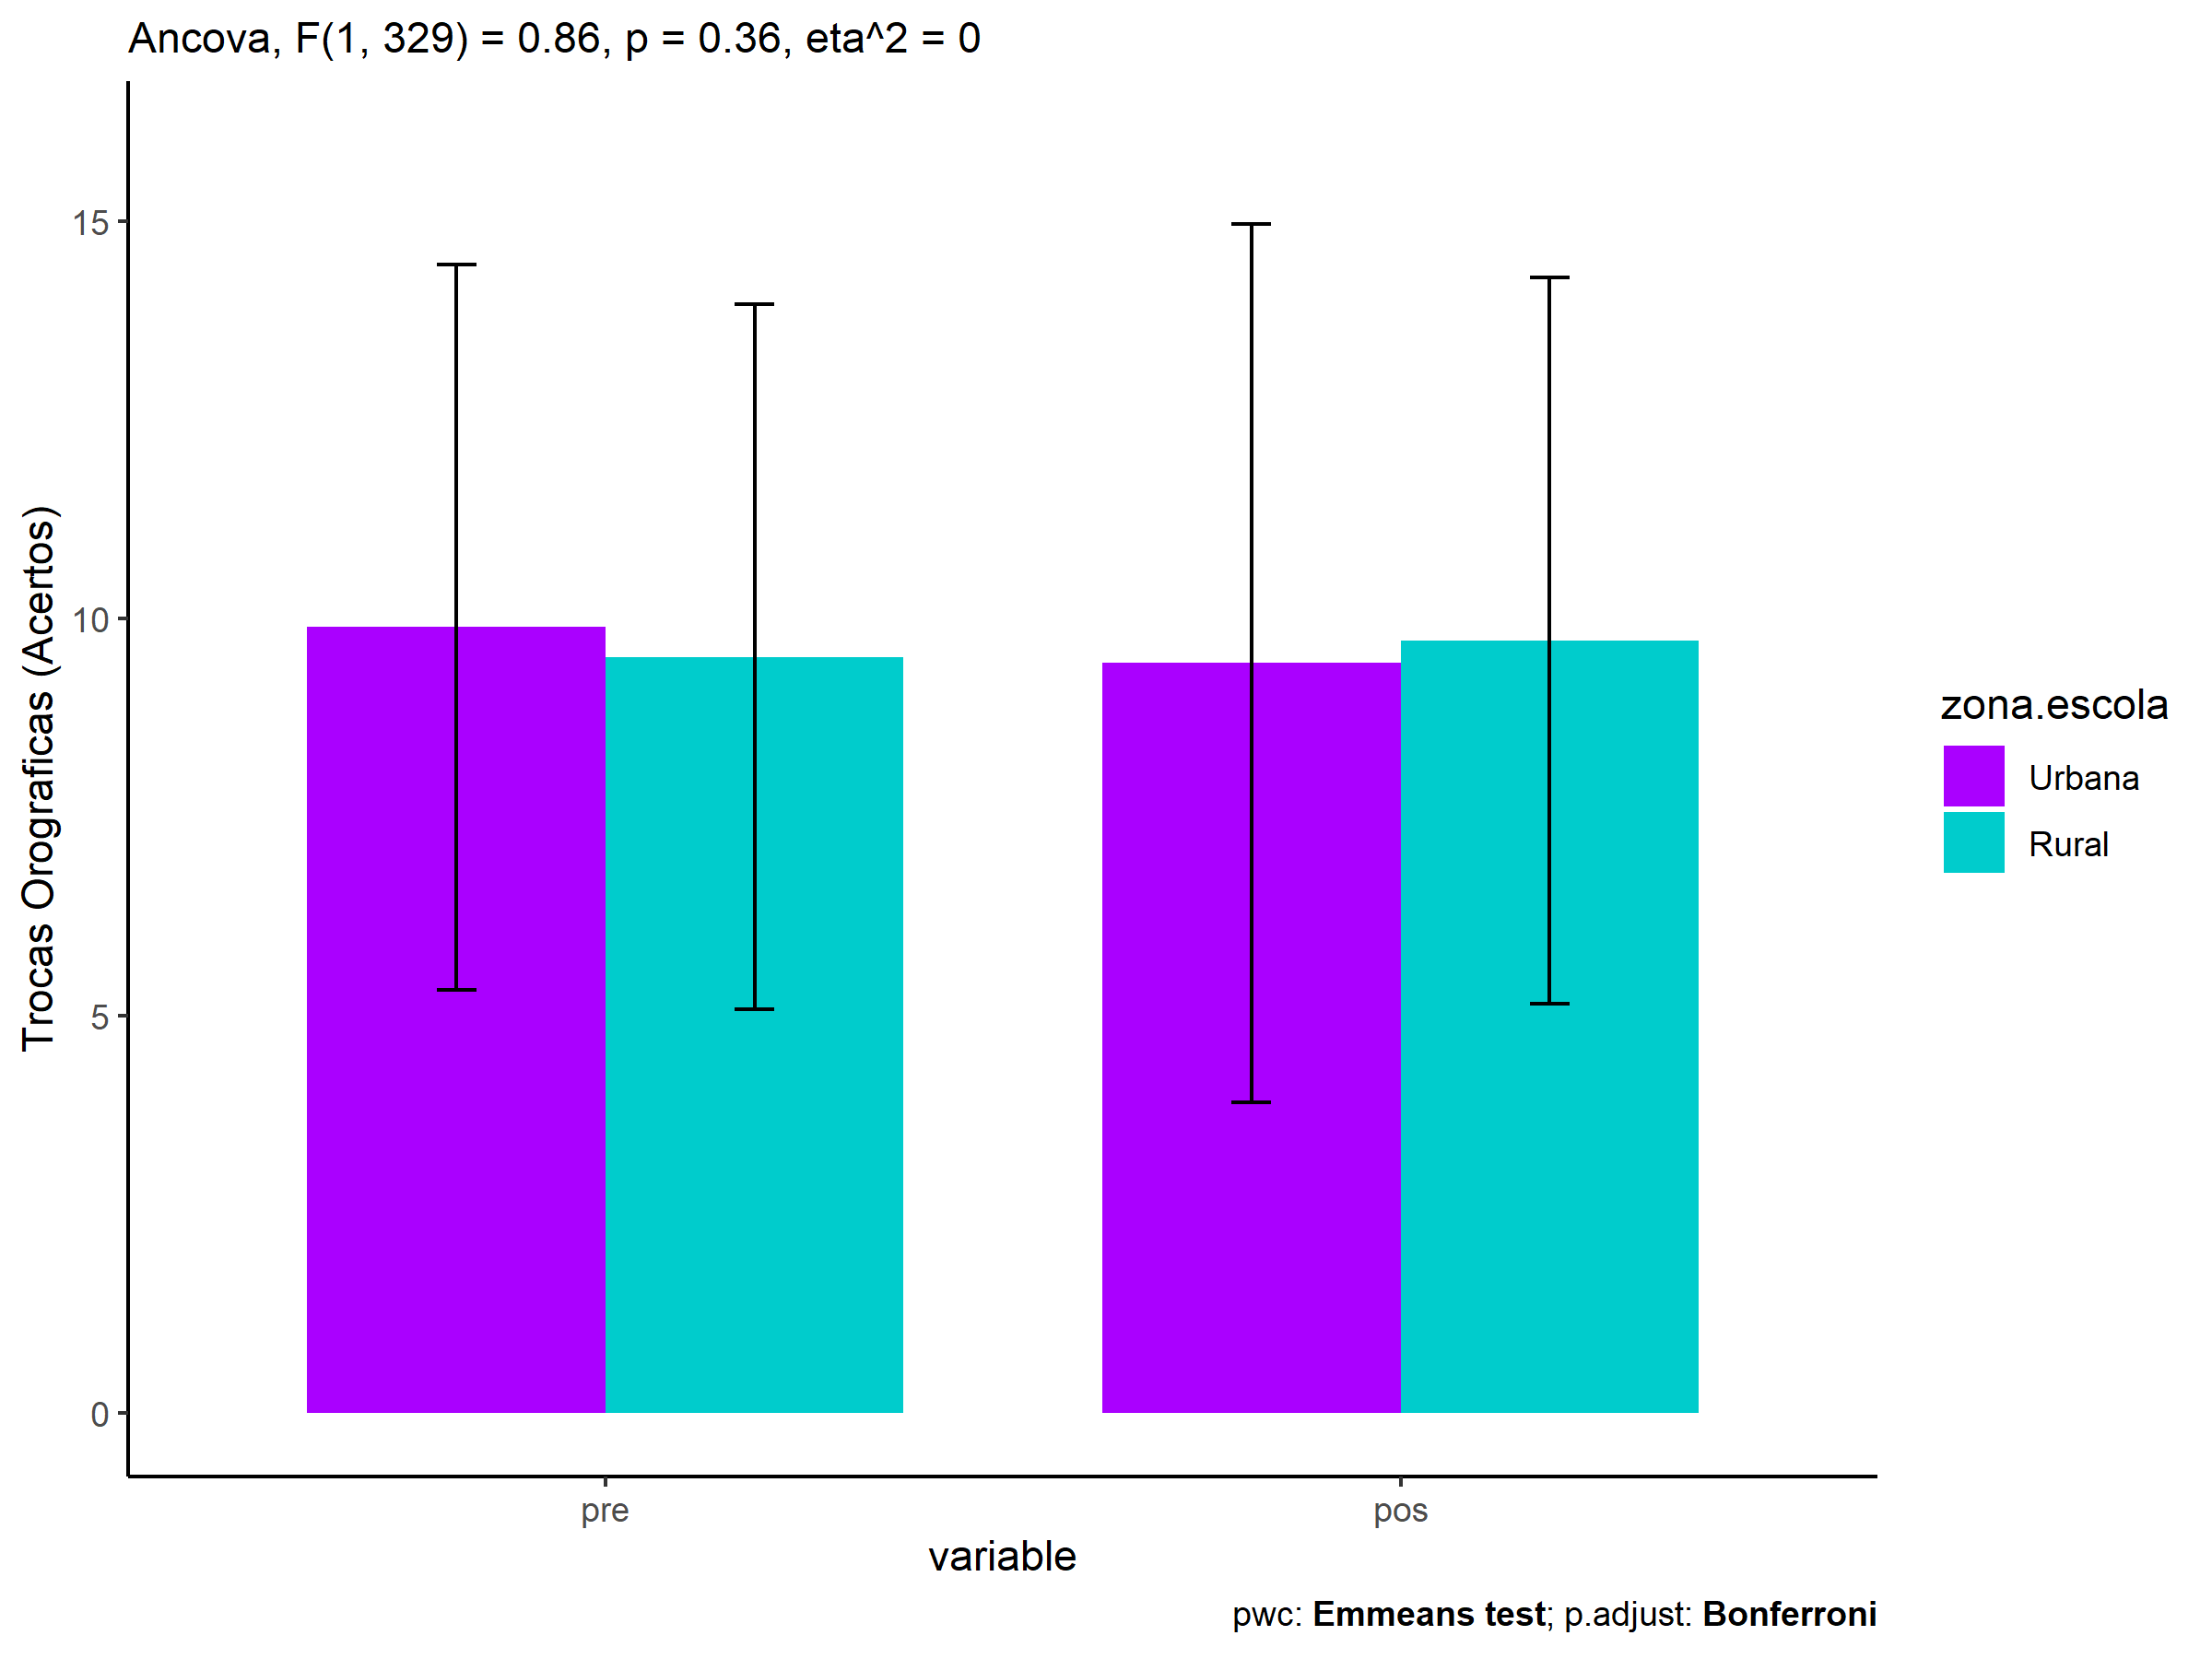 Ancova, F(1, 329) = 0.86, p = 0.36, eta^2 = 0
Trocas Orograficas (Acertos)
15
10
5
0
pre
pos
variable
zona.escola
Urbana
Rural
pwc: Emmeans test; p.adjust: Bonferroni